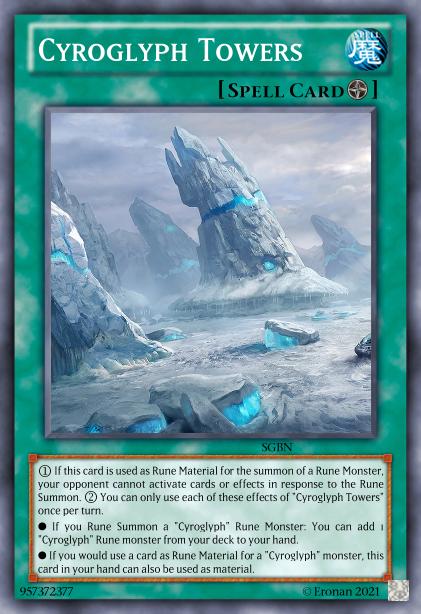 CYROGLYPH TOWERS
SPELL
魔
[SPELL CARD]
SGBN
① If this card is used as Rune Material for the summon of a Rune Monster,
your opponent cannot activate cards or effects in response to the Rune
Summon. ② You can only use each of these effects of "Cyroglyph Towers"
once per turn.
● If you Rune Summon a "Cyroglyph" Rune Monster: You can add 1
"Cyroglyph" Rune monster from your deck to your hand.
● If you would use a card as Rune Material for a "Cyroglyph" monster, this
card in your hand can also be used as material.
957372377
© Eronan 2021